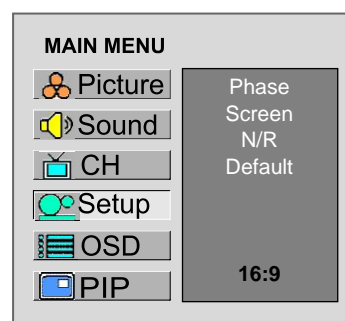 MAIN MENU
Picture
Sound
CH
Setup
OSD
PIP
Phase
Screen
N/R
Default
16:9